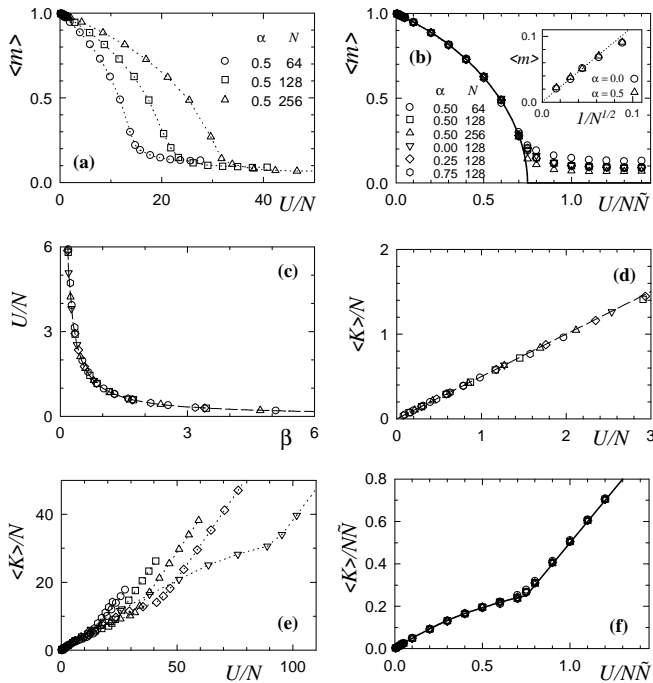 <m>
1.0
0.5
0.0
0
20
40
U/N
(a)
α N
0.5 64
0.5 128
0.5 256
<m>
1.0
0.5
0.0
0.0
0.5
1.0
U/NÑ
(b)
α N
0.50 64
0.50 128
0.50 256
0.00 128
0.25 128
0.75 128
<m>
0.1
0.0
0.0
0.1
1/N^1/2
α=0.0
α=0.5
U/N
6
4
2
0
0
2
4
6
β
(c)
<K>/N
2
1
0
0
1
2
3
U/N
(d)
<K>/N
40
20
0
0
50
100
U/N
(e)
<K>/NÑ
0.8
0.6
0.4
0.2
0.0
0.0
0.5
1.0
U/NÑ
(f)